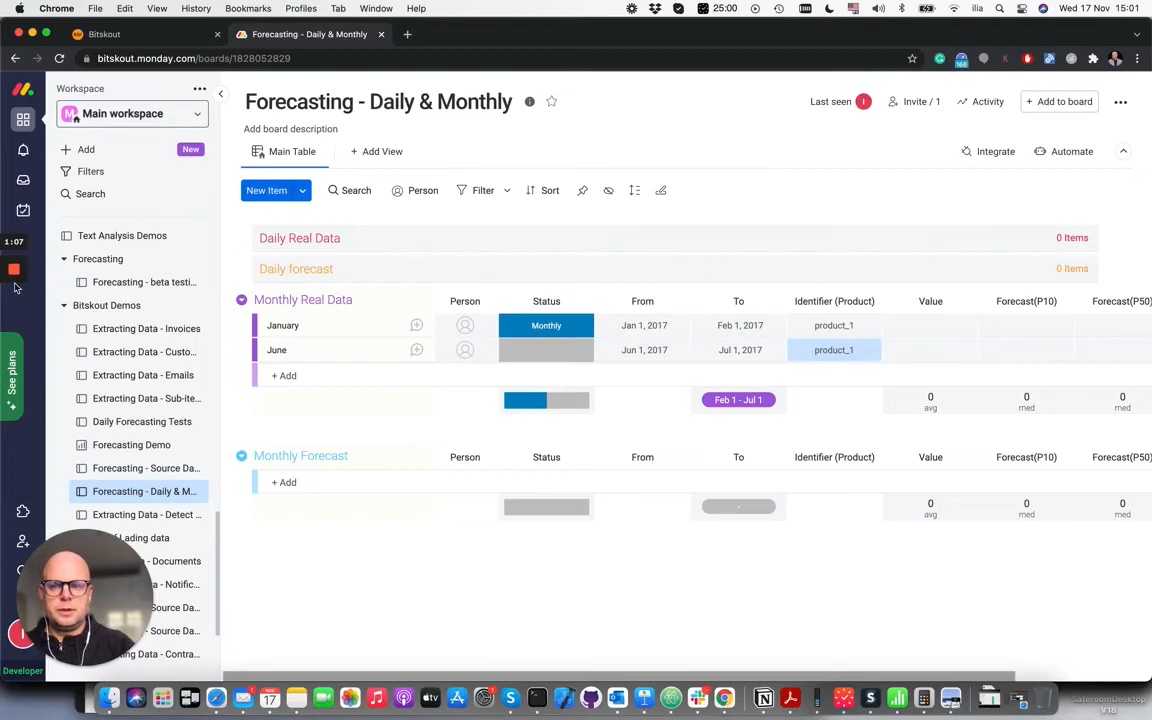 Chrome File Edit View History Bookmarks Profiles Tab Window Help 25:00 Wed 17 Nov 15:01
Bitskout Forecasting - Daily & Monthly
bitskout.monday.com/boards/1828052829 168
Workspace
Main workspace
Add New
Filters
Search
Text Analysis Demos
Forecasting
Forecasting - beta testi...
Bitskout Demos
Extracting Data - Invoices
Extracting Data - Custo...
Extracting Data - Emails
Extracting Data - Sub-ite...
Daily Forecasting Tests
Forecasting Demo
Forecasting - Source Da...
Forecasting - Daily & M...
Extracting Data - Detect ...
Lading data
- Documents
- Notific...
- Source Da...
- Source Da...
Data - Contra...
1:07
See plans
Developer
Forecasting - Daily & Monthly
Last seen I Invite / 1 Activity + Add to board
Add board description
Main Table + Add View Integrate Automate
New Item Search Person Filter Sort
Daily Real Data 0 Items
Daily forecast 0 Items
Monthly Real Data Person Status From To Identifier (Product) Value Forecast(P10) Forecast(P50)
January Monthly Jan 1, 2017 Feb 1, 2017 product_1
June Jun 1, 2017 Jul 1, 2017 product_1
+ Add
Feb 1 - Jul 1 0 avg 0 med 0 med
Monthly Forecast Person Status From To Identifier (Product) Value Forecast(P10) Forecast(P50)
+ Add
- 0 avg 0 med 0 med
17
SaferoomDesktop
V18